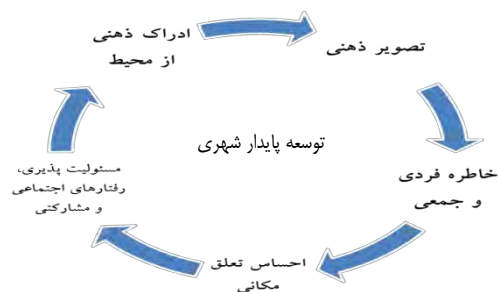 ادراک ذهنی
از محیط
تصویر ذهنی
خاطره فردی
و جمعی
احساس تعلق
مکانی
مسئولیت پذیری،
رفتارهای اجتماعی
و مشارکتی
توسعه پایدار شهری